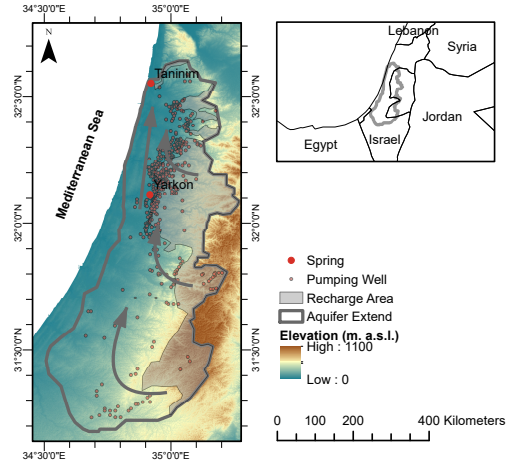 34°30'0"E 35°0'0"E
N
Taninim
32°30'0"N
32°30'0"N
Mediterranean Sea
Yarkon
32°0'0"N
32°0'0"N
31°30'0"N
31°30'0"N
34°30'0"E 35°0'0"E
Lebanon
Syria
Jordan
Egypt
Israel
Spring
Pumping Well
Recharge Area
Aquifer Extend
Elevation (m. a.s.l.)
High : 1100
Low : 0
0 100 200 400 Kilometers